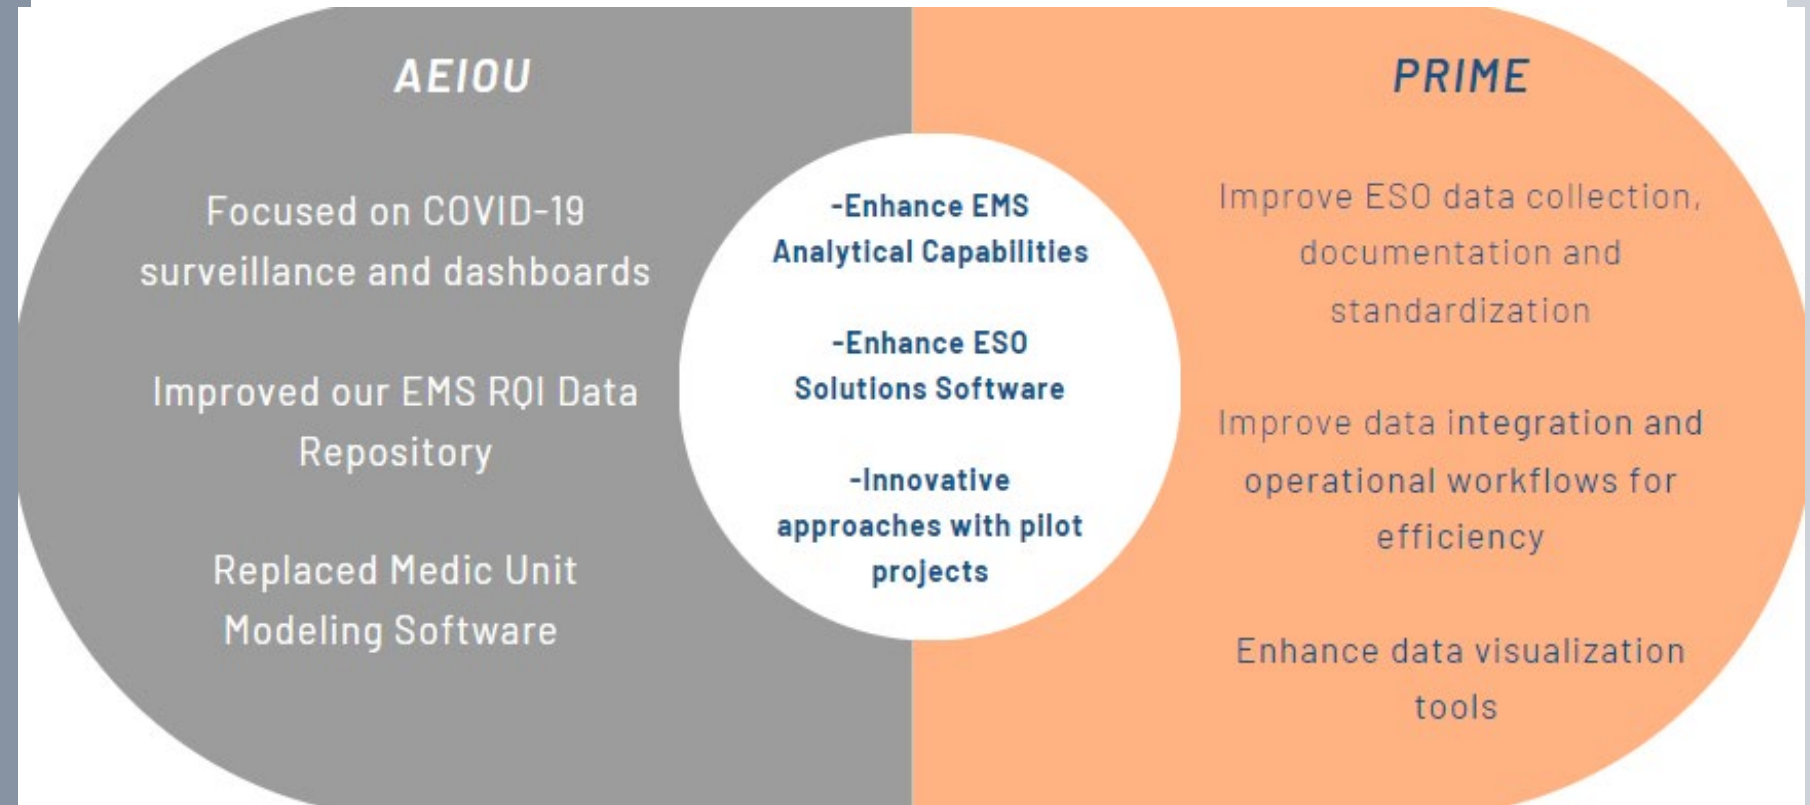 AEIOU
Focused on COVID-19
surveillance and dashboards
Improved our EMS RQI Data
Repository
Replaced Medic Unit
Modeling Software
-Enhance EMS
Analytical Capabilities
-Enhance ESO
Solutions Software
-Innovative
approaches with pilot
projects
PRIME
Improve ESO data collection,
documentation and
standardization
Improve data integration and
operational workflows for
efficiency
Enhance data visualization
tools